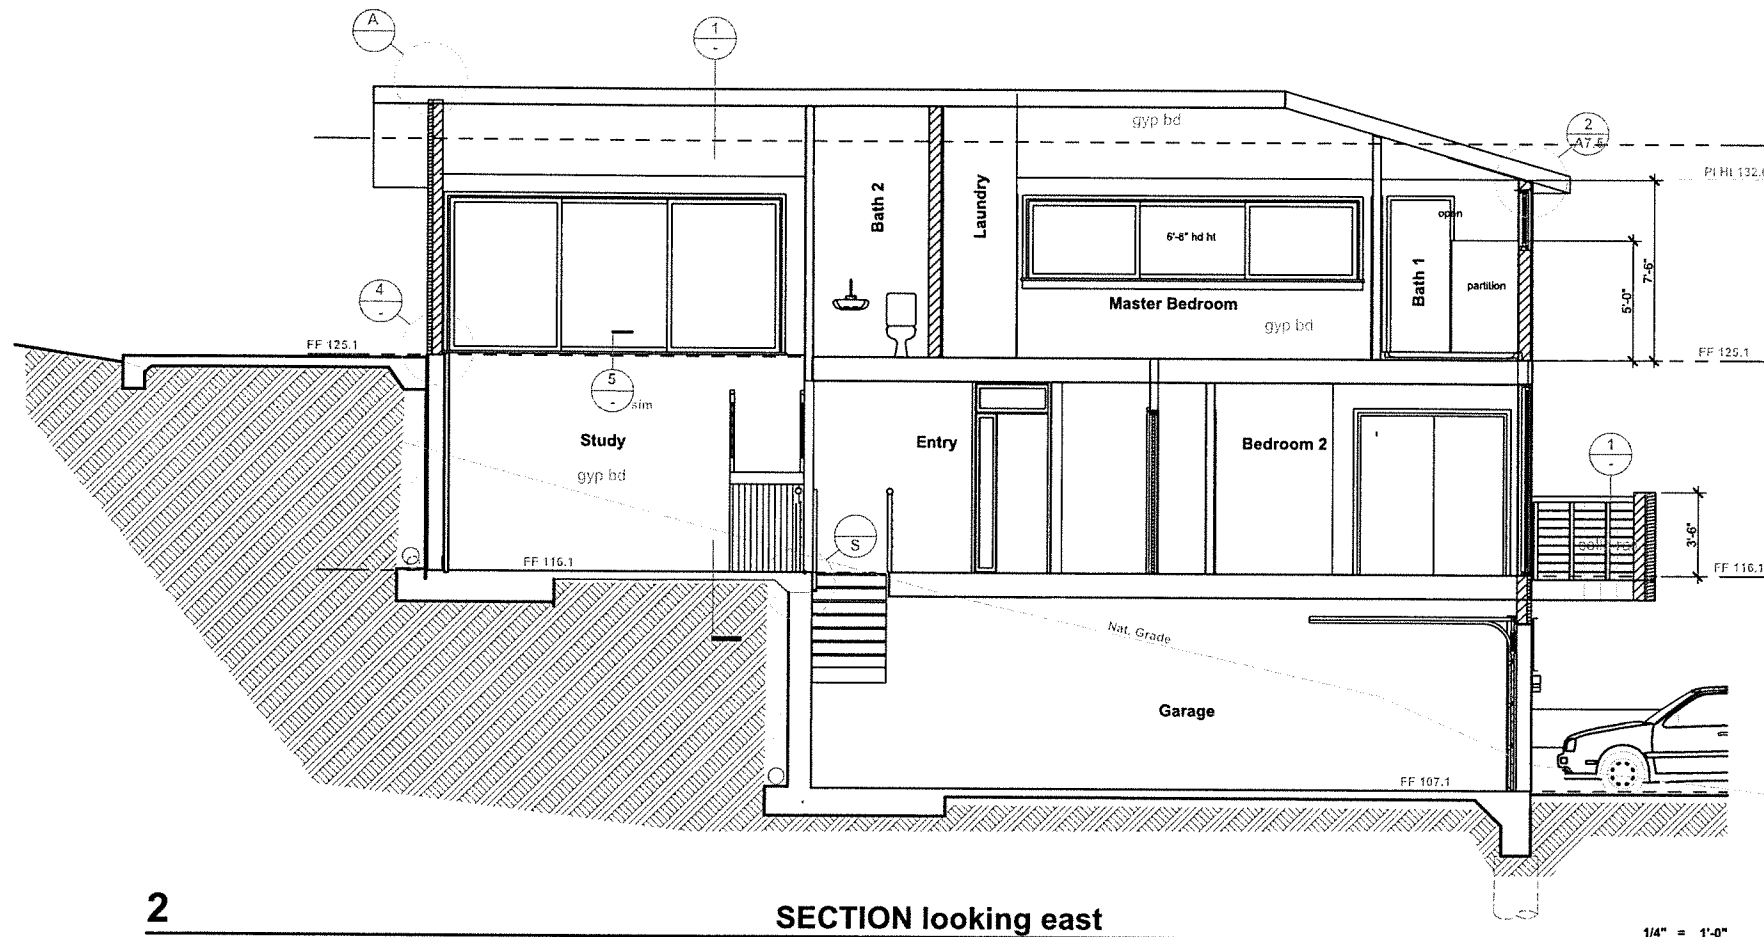 A
1
-
gyp bd
2
A7.5
Pl Ht 132.6
Bath 2
Laundry
6'-8" hd ht
open
Bath 1
partition
5'-0"
7'-6"
Master Bedroom
gyp bd
4
-
FF 125.1
FF 125.1
5
-
sim
Study
gyp bd
Entry
Bedroom 2
1
-
3'-6"
S
FF 116.1
FF 116.1
Nat. Grade
Garage
FF 107.1
2
SECTION looking east
1/4" = 1'-0"